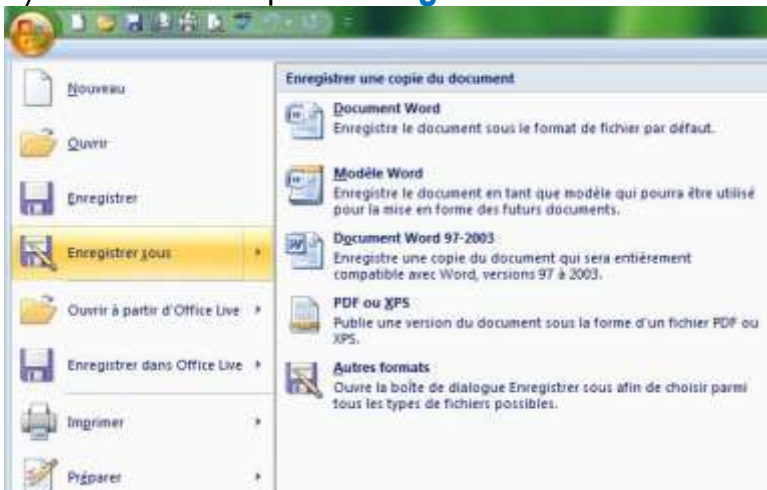 Nouveau
Ouvrir
Enregistrer
Enregistrer sous
Ouvrir à partir d'Office Live
Enregistrer dans Office Live
Imprimer
Préparer
Enregistrer une copie du document
Document Word
Enregistre le document sous le format de fichier par défaut.
Modèle Word
Enregistre le document en tant que modèle qui pourra être utilisé
pour la mise en forme des futurs documents.
Document Word 97-2003
Enregistre une copie du document qui sera entièrement
compatible avec Word, versions 97 à 2003.
PDF ou XPS
Publie une version du document sous la forme d'un fichier PDF ou
XPS.
Autres formats
Ouvre la boîte de dialogue Enregistrer sous afin de choisir parmi
tous les types de fichiers possibles.